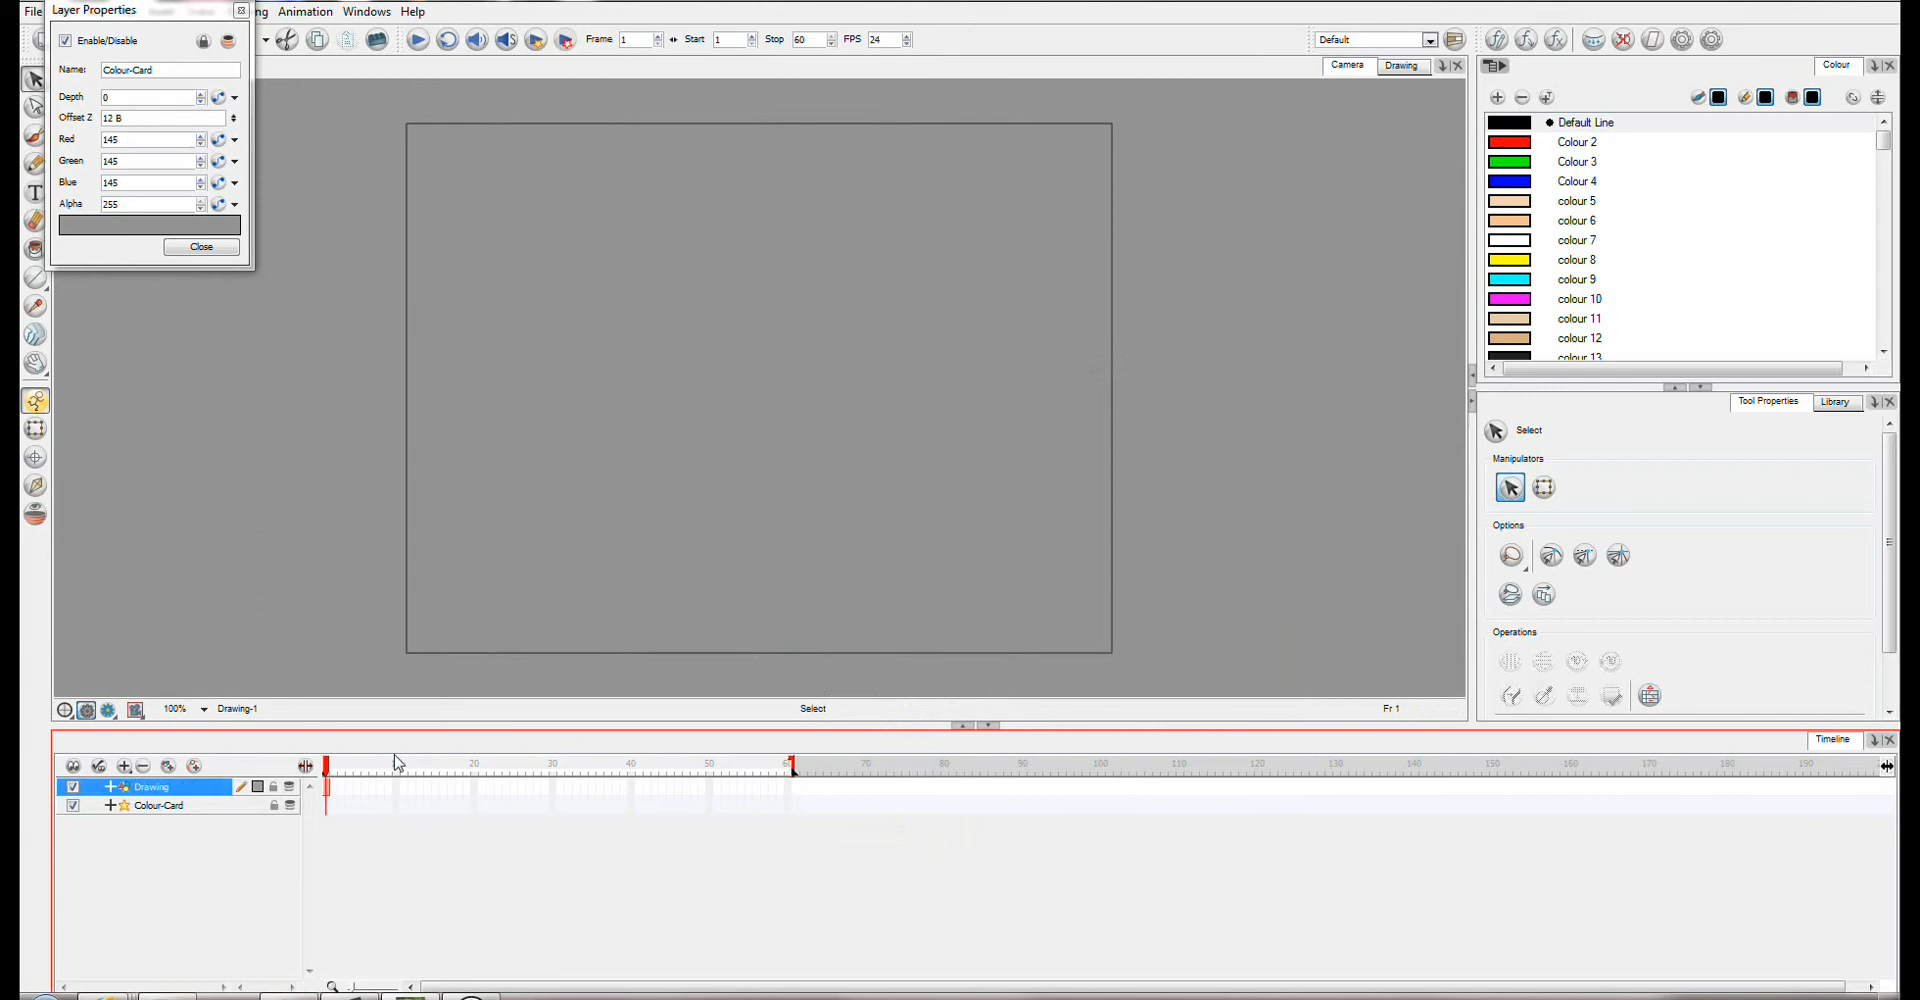 Layer Properties
File
ng Animation Windows Help
Enable/Disable
Name: Colour-Card
Depth 0
Offset Z 12 B
Red 145
Green 145
Blue 145
Alpha 255
Close
Frame 1 Start 1 Stop 60 FPS 24
Default
Camera Drawing
Colour
Default Line
Colour 2
Colour 3
Colour 4
colour 5
colour 6
colour 7
colour 8
colour 9
colour 10
colour 11
colour 12
colour 13
Tool Properties Library
Select
Manipulators
Options
Operations
100% Drawing-1 Select Fr 1
Timeline
20 30 40 50 60 70 80 90 100 110 120 130 140 150 160 170 180 190
Drawing
Colour-Card